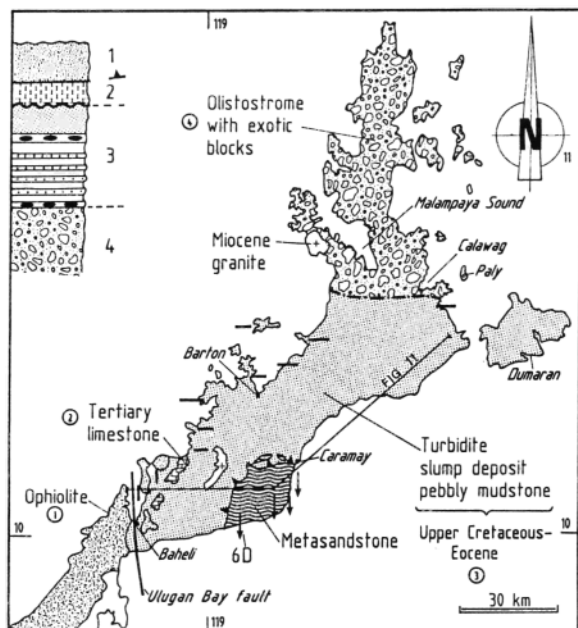 119
1
2
3
4
④ Olistostrome
with exotic
blocks
N
11
Malampaya Sound
Miocene
granite
Calawag
Paly
Barton
FIG 11
Dumaran
② Tertiary
limestone
Turbidite
slump deposit
pebbly mudstone
Caramay
Ophiolite
①
Metasandstone
Upper Cretaceous-
Eocene
③
10
10
Baheli
6D
Ulugan Bay fault
30 km
119